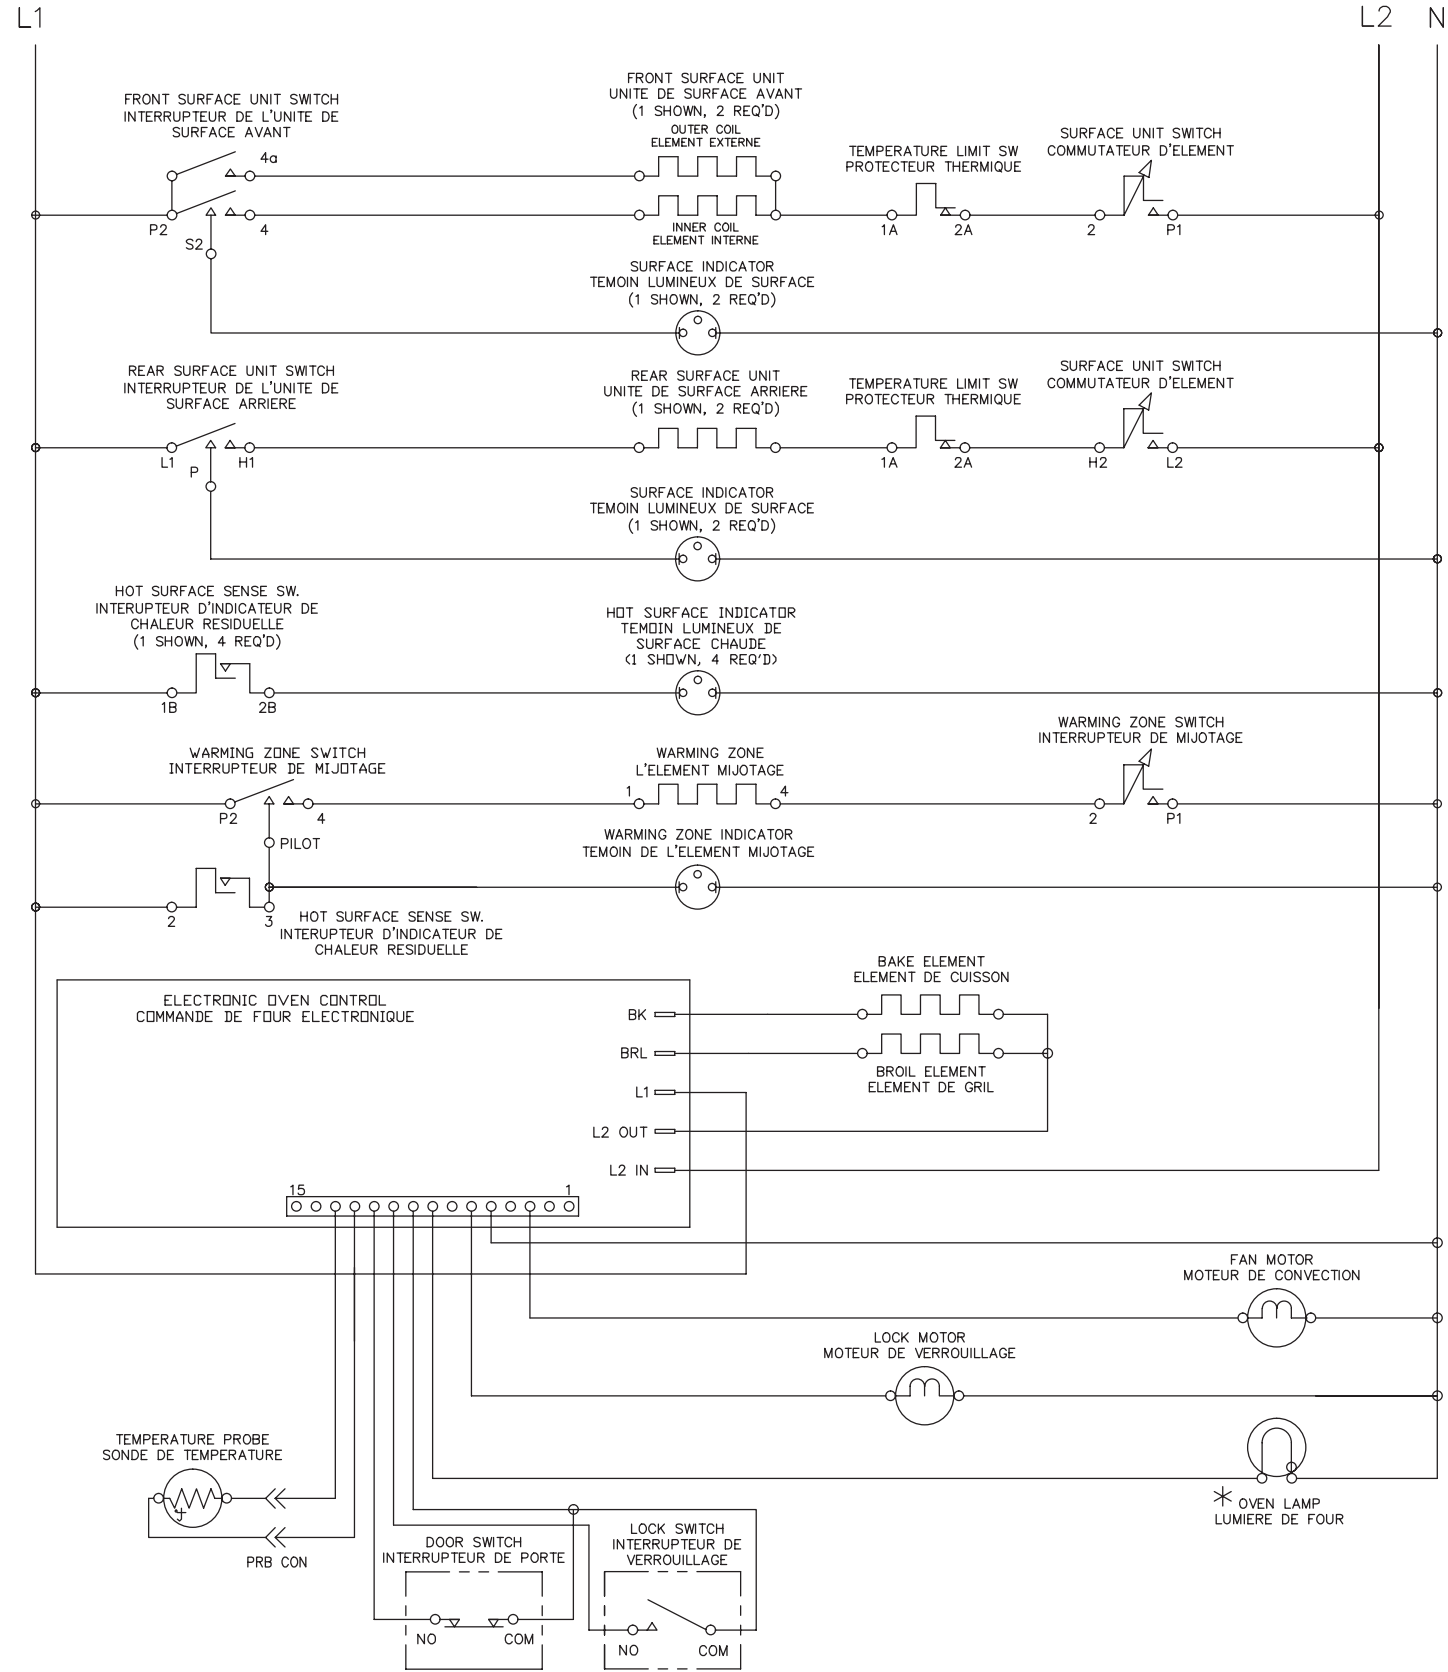 L1
L2 N
FRONT SURFACE UNIT SWITCH
INTERRUPTEUR DE L'UNITE DE
SURFACE AVANT
FRONT SURFACE UNIT
UNITE DE SURFACE AVANT
(1 SHOWN, 2 REQ'D)
OUTER COIL
ELEMENT EXTERNE
TEMPERATURE LIMIT SW
PROTECTEUR THERMIQUE
SURFACE UNIT SWITCH
COMMUTATEUR D'ELEMENT
4a
P2
4
S2
INNER COIL
ELEMENT INTERNE
1A
2A
2
P1
SURFACE INDICATOR
TEMOIN LUMINEUX DE SURFACE
(1 SHOWN, 2 REQ'D)
REAR SURFACE UNIT SWITCH
INTERRUPTEUR DE L'UNITE DE
SURFACE ARRIERE
REAR SURFACE UNIT
UNITE DE SURFACE ARRIERE
(1 SHOWN, 2 REQ'D)
TEMPERATURE LIMIT SW
PROTECTEUR THERMIQUE
SURFACE UNIT SWITCH
COMMUTATEUR D'ELEMENT
L1
H1
P
1A
2A
H2
L2
SURFACE INDICATOR
TEMOIN LUMINEUX DE SURFACE
(1 SHOWN, 2 REQ'D)
HOT SURFACE SENSE SW.
INTERUPTEUR D'INDICATEUR DE
CHALEUR RESIDUELLE
(1 SHOWN, 4 REQ'D)
HOT SURFACE INDICATOR
TEMOIN LUMINEUX DE
SURFACE CHAUDE
(1 SHOWN, 4 REQ'D)
1B
2B
WARMING ZONE SWITCH
INTERRUPTEUR DE MIJOTAGE
WARMING ZONE
L'ELEMENT MIJOTAGE
WARMING ZONE SWITCH
INTERRUPTEUR DE MIJOTAGE
P2
4
1
4
2
P1
PILOT
WARMING ZONE INDICATOR
TEMOIN DE L'ELEMENT MIJOTAGE
2
3
HOT SURFACE SENSE SW.
INTERUPTEUR D'INDICATEUR DE
CHALEUR RESIDUELLE
ELECTRONIC OVEN CONTROL
COMMANDE DE FOUR ELECTRONIQUE
BAKE ELEMENT
ELEMENT DE CUISSON
BK
BRL
BROIL ELEMENT
ELEMENT DE GRIL
L1
L2 OUT
L2 IN
15
1
FAN MOTOR
MOTEUR DE CONVECTION
LOCK MOTOR
MOTEUR DE VERROUILLAGE
TEMPERATURE PROBE
SONDE DE TEMPERATURE
PRB CON
* OVEN LAMP
LUMIERE DE FOUR
DOOR SWITCH
INTERRUPTEUR DE PORTE
LOCK SWITCH
INTERRUPTEUR DE
VERROUILLAGE
NO
COM
NO
COM